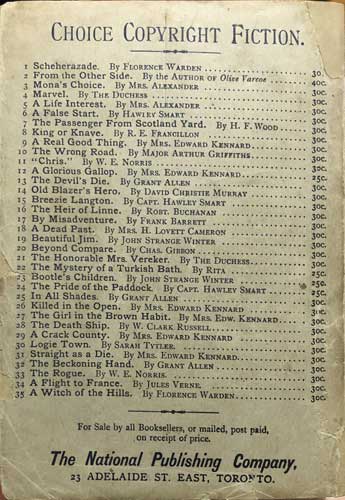 CHOICE COPYRIGHT FICTION.
1 Scheherazade. By Florence Warden 30.
2 From the Other Side. By the Author of Olive Varcoe 40c.
3 Mona's Choice. By Mrs. Alexander 30c.
4 Marvel. By The Duchess 30c.
5 A Life Interest. By Mrs. Alexander 30c.
6 A False Start. By Hawley Smart 30c.
7 The Passenger From Scotland Yard. By H. F. Wood 30c.
8 King or Knave. By R. E. Francillon 30c.
9 A Real Good Thing. By Mrs. Edward Kennard 30c.
10 The Wrong Road. By Major Arthur Griffiths 30c.
11 "Chris." By W. E. Norris 30c.
12 A Glorious Gallop. By Mrs. Edward Kennard 25c.
13 The Devil's Die. By Grant Allen 30c.
14 Old Blazer's Hero. By David Christie Murray 30c.
15 Breezie Langton. By Capt. Hawley Smart 30c.
16 The Heir of Linne. By Robt. Buchanan 30c.
17 By Misadventure. By Frank Barrett 30c.
18 A Dead Past. By Mrs. H. Lovett Cameron 30c.
19 Beautiful Jim. By John Strange Winter 30c.
20 Beyond Compare. By Chas. Gibbon 30c.
21 The Honorable Mrs. Vereker. By The Duchess 25c.
22 The Mystery of a Turkish Bath. By Rita 25c.
23 Bootle's Children. By John Strange Winter 25c.
24 The Pride of the Paddock. By Capt. Hawley Smart 25c.
25 In All Shades. By Grant Allen 30c.
26 Killed in the Open. By Mrs. Edward Kennard 30c.
27 The Girl in the Brown Habit. By Mrs. Edw. Kennard 30c.
28 The Death Ship. By W. Clark Russell 30c.
29 A Crack County. By Mrs. Edward Kennard 30c.
30 Logie Town. By Sarah Tytler 30c.
31 Straight as a Die. By Mrs. Edward Kennard 30c.
32 The Beckoning Hand. By Grant Allen 30c.
33 The Rogue. By W. E. Norris 30c.
34 A Flight to France. By Jules Verne 30c.
35 A Witch of the Hills. By Florence Warden 30c.
For Sale by all Booksellers, or mailed, post paid,
on receipt of price.
The National Publishing Company,
23 ADELAIDE ST. EAST, TORONTO.